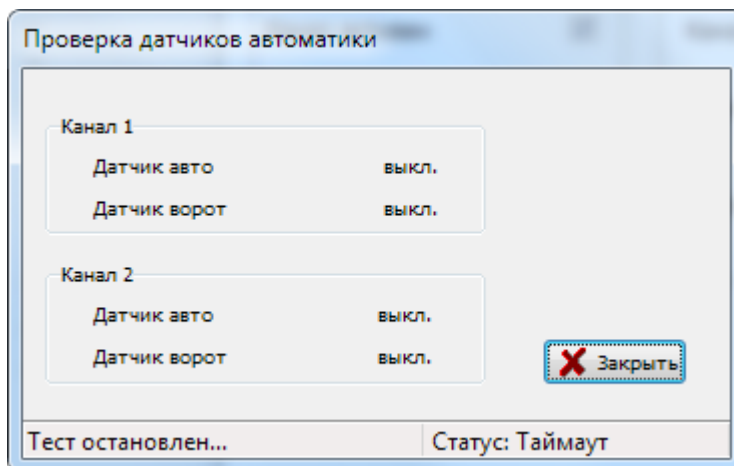 Проверка датчиков автоматики
Канал 1
Датчик авто выкл.
Датчик ворот выкл.
Канал 2
Датчик авто выкл.
Датчик ворот выкл.
Закрыть
Тест остановлен... Статус: Таймаут